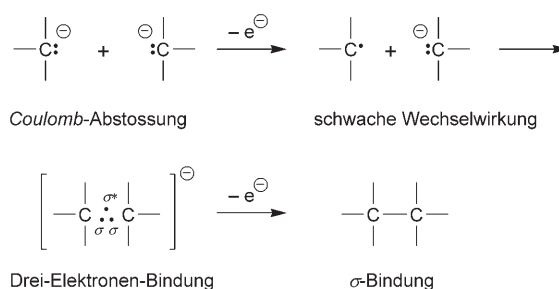 – e⊖
C:⊖ + ⊖:C C• + ⊖:C
Coulomb-Abstossung schwache Wechselwirkung
⊖
σ* – e⊖
C C C C
σ σ
Drei-Elektronen-Bindung σ-Bindung